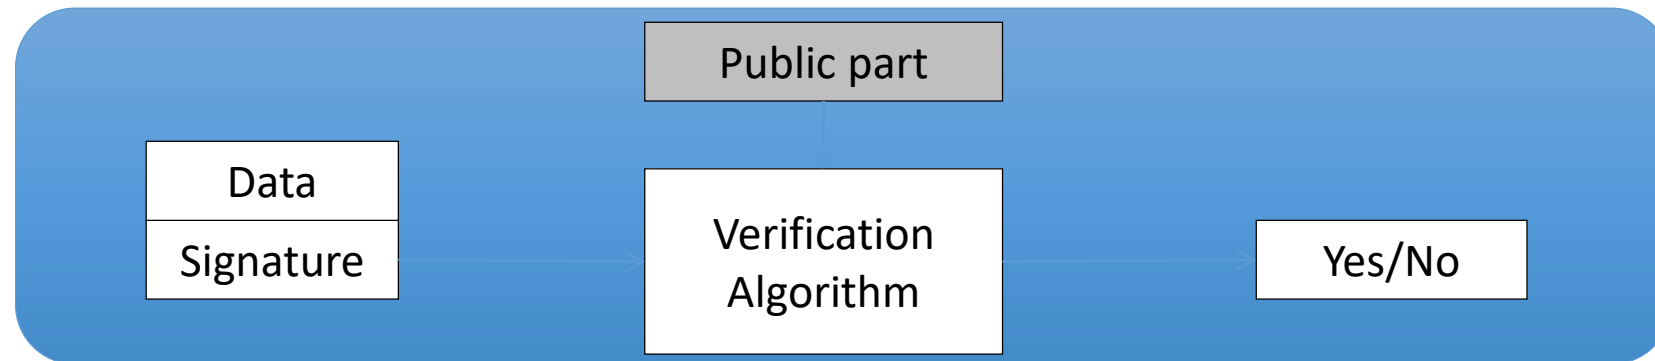 Public part
Data
Signature
Verification
Algorithm
Yes/No